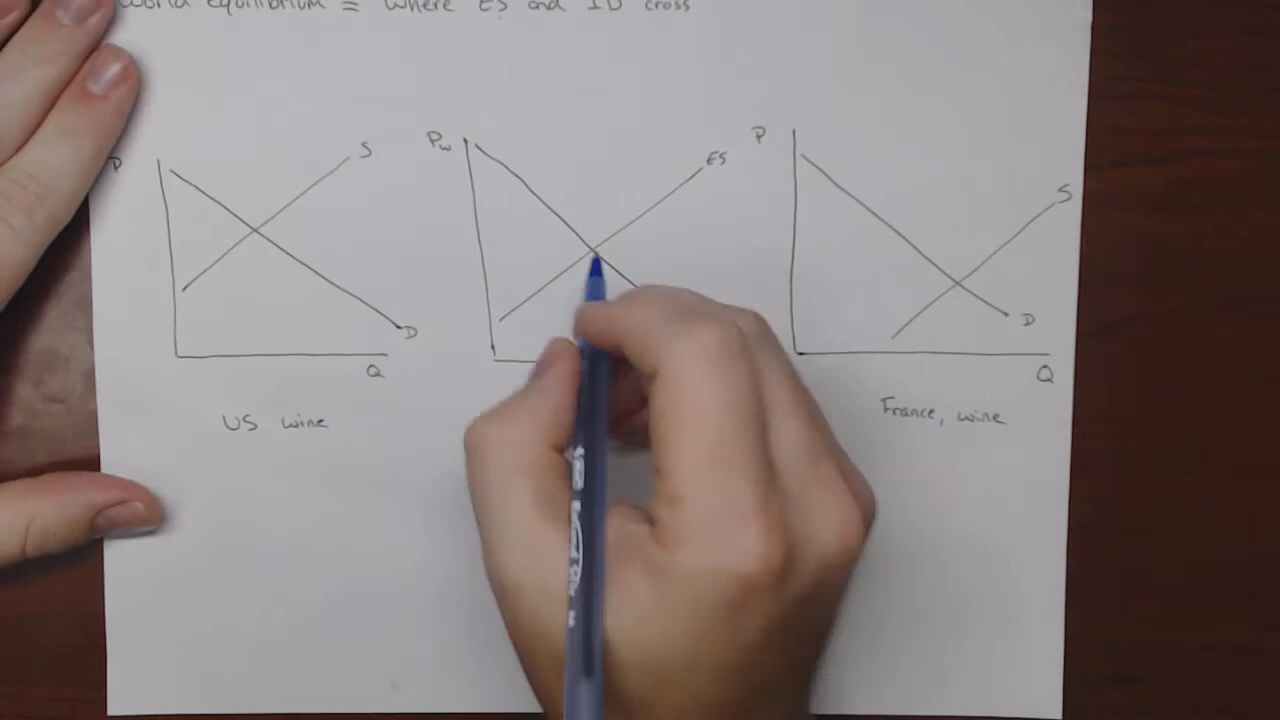 World equilibrium = where ES and ID cross
P
S
D
Q
US wine
Pw
ES
P
S
D
Q
France, wine